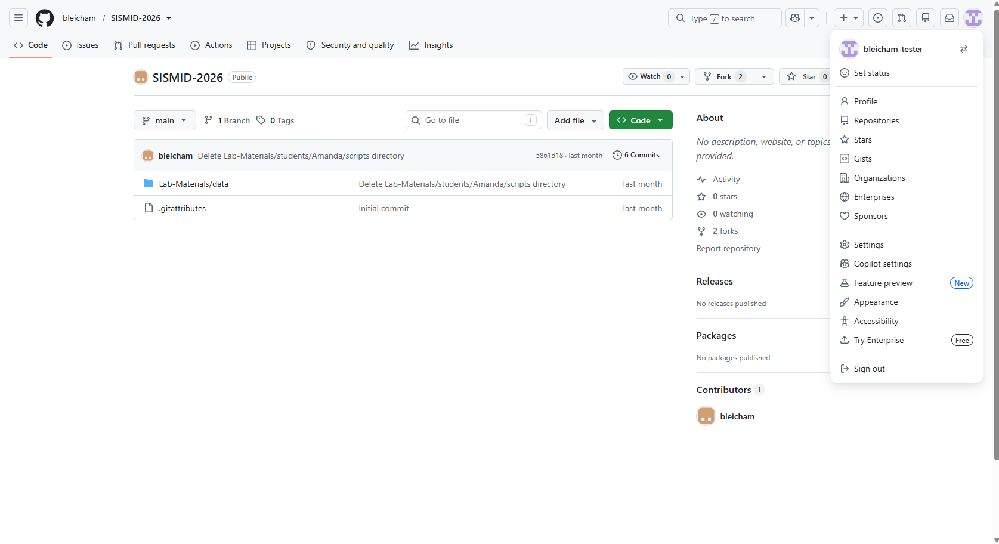 bleicham / SISMID-2026
Type / to search
Code
Issues
Pull requests
Actions
Projects
Security and quality
Insights
SISMID-2026 Public
Watch 0
Fork 2
Star 0
main
1 Branch
0 Tags
Go to file T
Add file
Code
bleicham Delete Lab-Materials/students/Amanda/scripts directory 5861d18 · last month 6 Commits
Lab-Materials/data Delete Lab-Materials/students/Amanda/scripts directory last month
.gitattributes Initial commit last month
About
No description, website, or topics
provided.
Activity
0 stars
0 watching
2 forks
Report repository
Releases
No releases published
Packages
No packages published
Contributors 1
bleicham
bleicham-tester
Set status
Profile
Repositories
Stars
Gists
Organizations
Enterprises
Sponsors
Settings
Copilot settings
Feature preview New
Appearance
Accessibility
Try Enterprise Free
Sign out